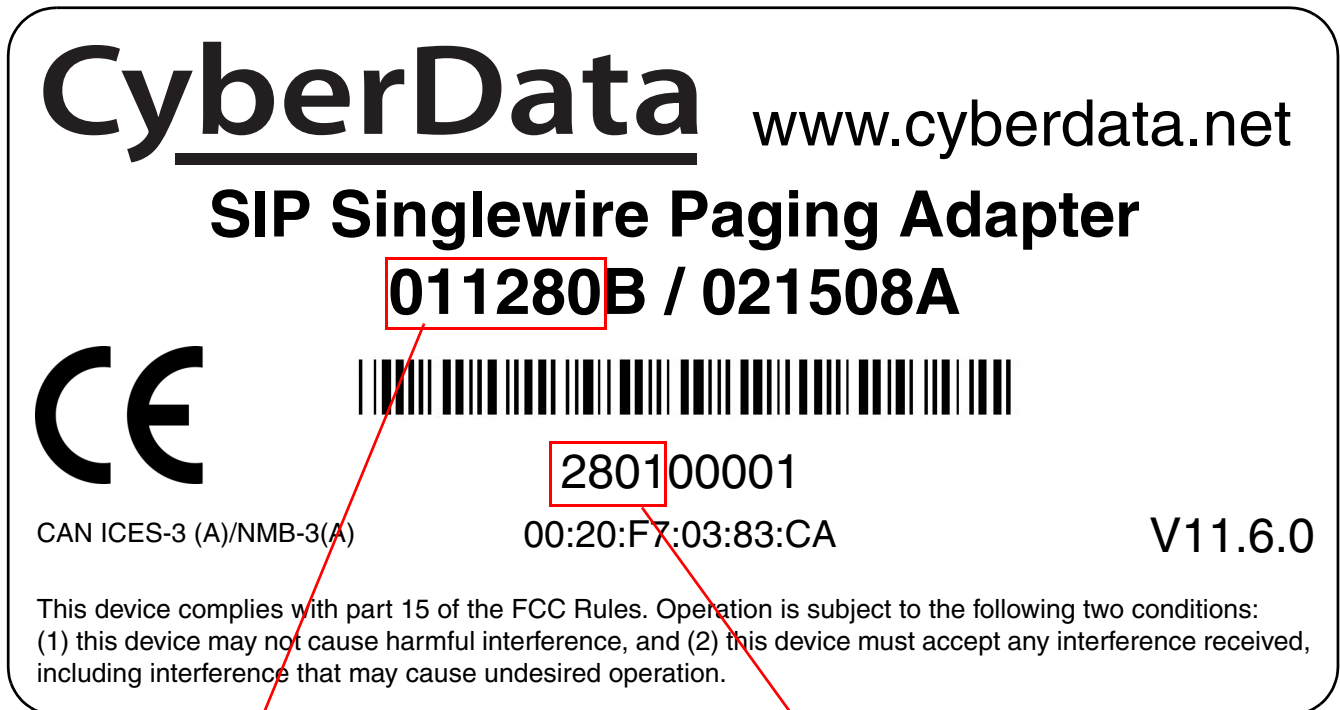 CyberData www.cyberdata.net
SIP Singlewire Paging Adapter
011280B / 021508A
CE
280100001
CAN ICES-3 (A)/NMB-3(A) 00:20:F7:03:83:CA V11.6.0
This device complies with part 15 of the FCC Rules. Operation is subject to the following two conditions:
(1) this device may not cause harmful interference, and (2) this device must accept any interference received,
including interference that may cause undesired operation.